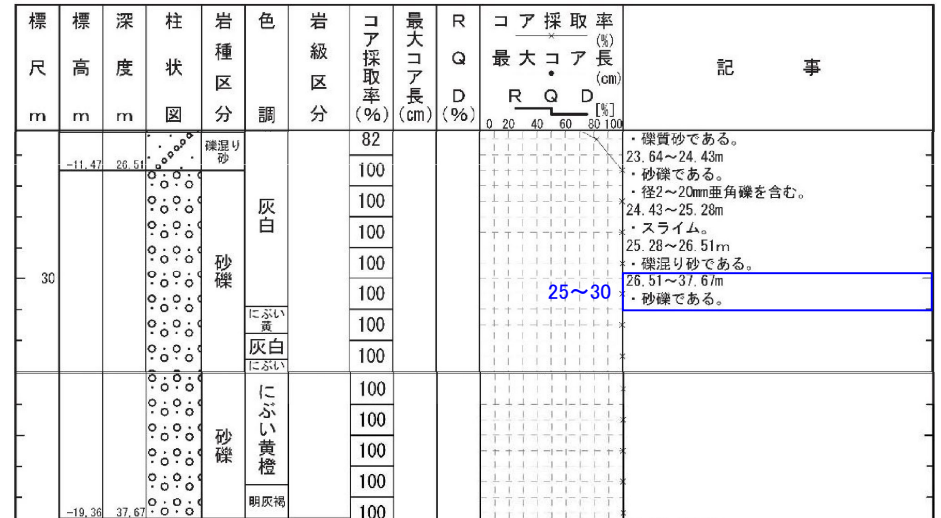 標尺m
標高m
深度m
柱状図
岩種区分
色調
岩級区分
コア採取率(%)
最大コア長(cm)
RQD(%)
コア採取率
(%)
最大コア長
(cm)
RQD
[%]
0 20 40 60 80 100
記事
礫混り
砂
-11.47 26.51
82
100
100
100
100
100
100
100
30
砂礫
灰白
にぶい
黄
灰白
にぶい
・礫質砂である。
23.64～24.43m
・砂礫である。
・径2～20mm亜角礫を含む。
24.43～25.28m
・スライム。
25.28～26.51m
・礫混り砂である。
26.51～37.67m
・砂礫である。
25～30
砂礫
にぶい黄橙
明灰褐
100
100
100
100
100
-19.36 37.67